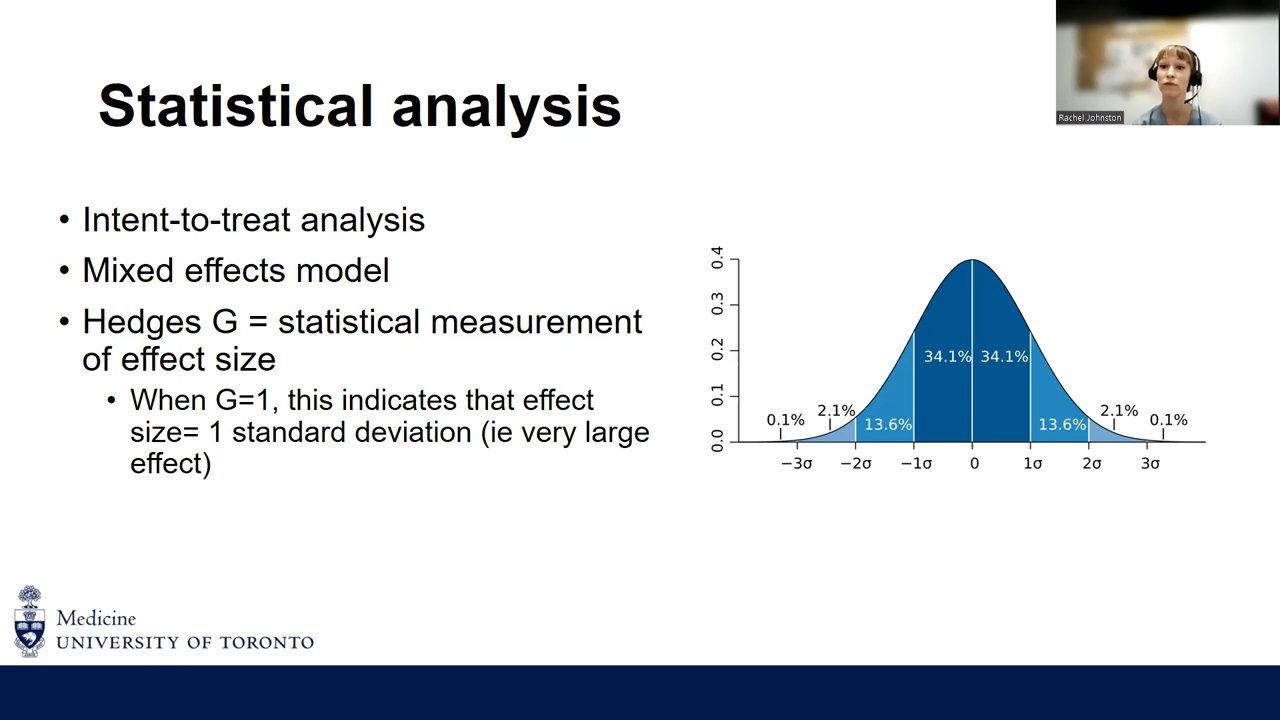 Rachel Johnston
Statistical analysis
• Intent-to-treat analysis
• Mixed effects model
• Hedges G = statistical measurement
of effect size
• When G=1, this indicates that effect
size= 1 standard deviation (ie very large
effect)
0.4
0.3
0.2
0.1
0.0
34.1% 34.1%
0.1% 2.1% 13.6% 13.6% 2.1% 0.1%
−3σ −2σ −1σ 0 1σ 2σ 3σ
Medicine
UNIVERSITY OF TORONTO